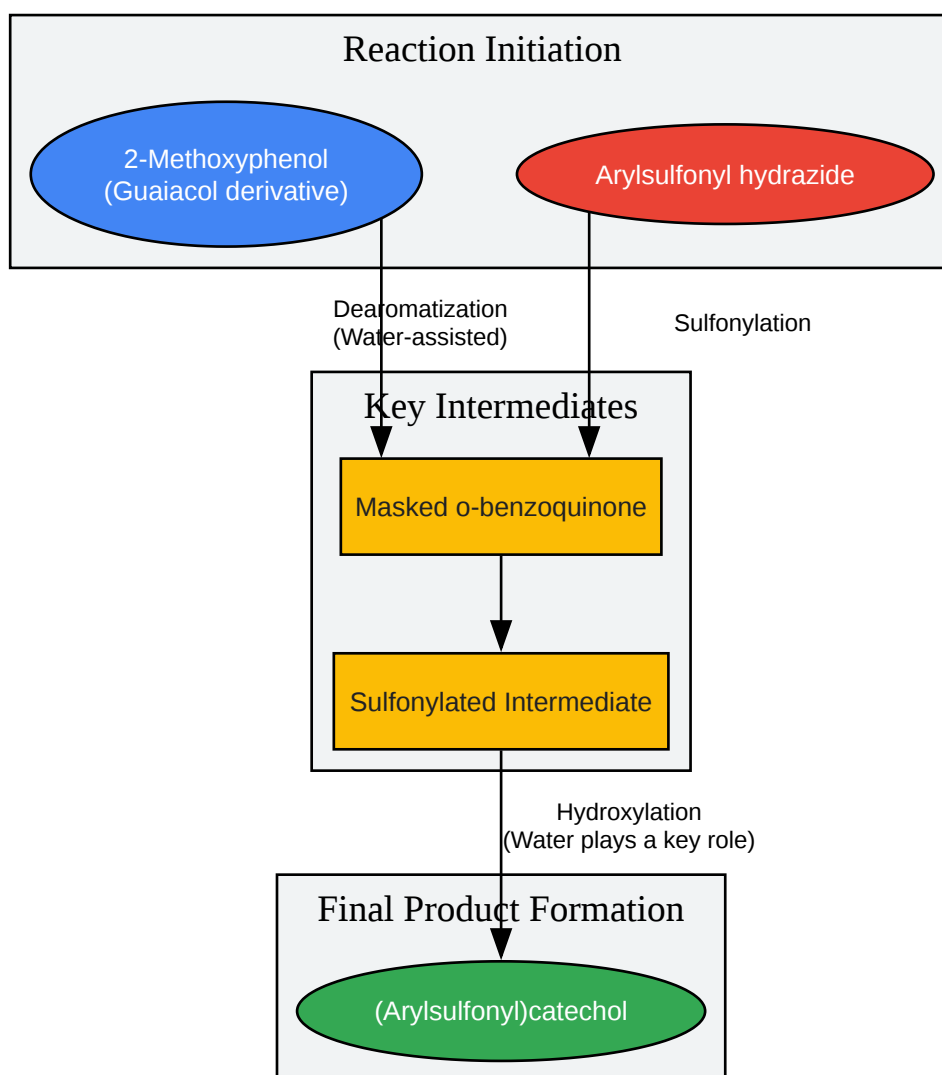 Reaction Initiation
2-Methoxyphenol
(Guaiacol derivative)
Arylsulfonyl hydrazide
Dearomatization
(Water-assisted)
Sulfonylation
Key Intermediates
Masked o-benzoquinone
Sulfonylated Intermediate
Hydroxylation
(Water plays a key role)
Final Product Formation
(Arylsulfonyl)catechol